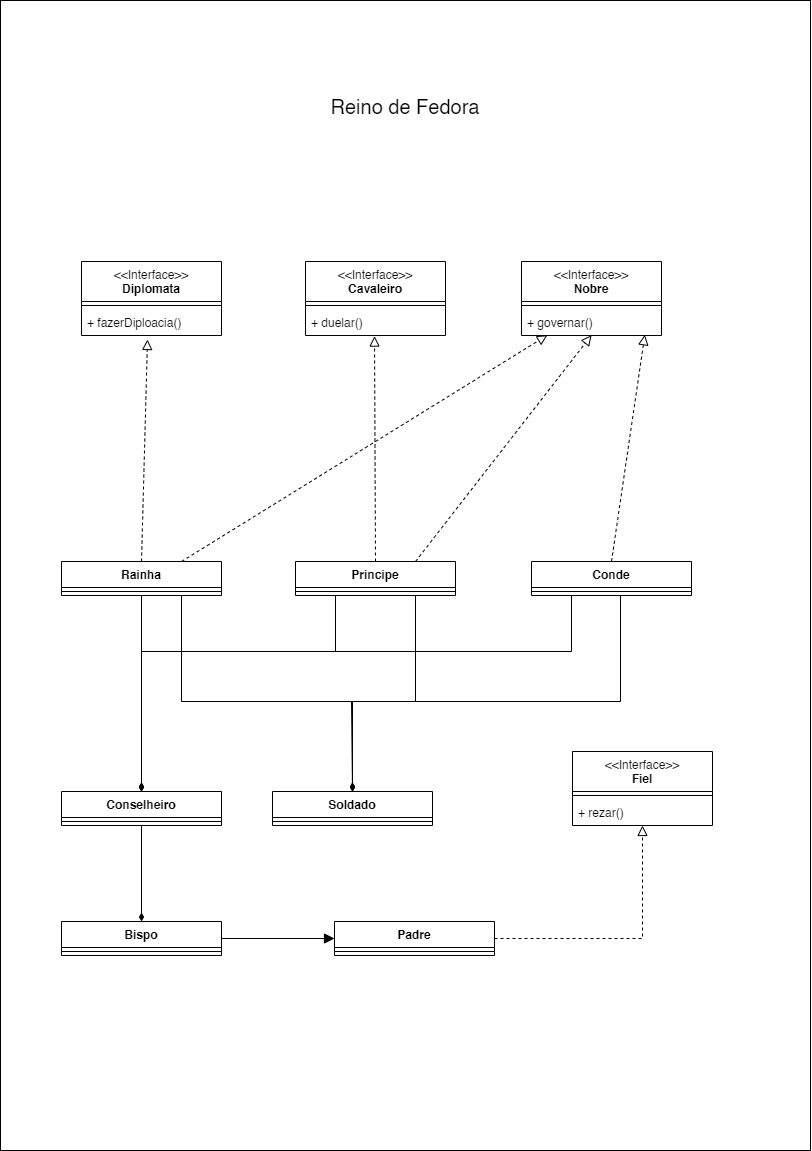 Reino de Fedora
<<Interface>>
Diplomata
+ fazerDiploacia()
<<Interface>>
Cavaleiro
+ duelar()
<<Interface>>
Nobre
+ governar()
Rainha
Principe
Conde
<<Interface>>
Fiel
+ rezar()
Conselheiro
Soldado
Bispo
Padre